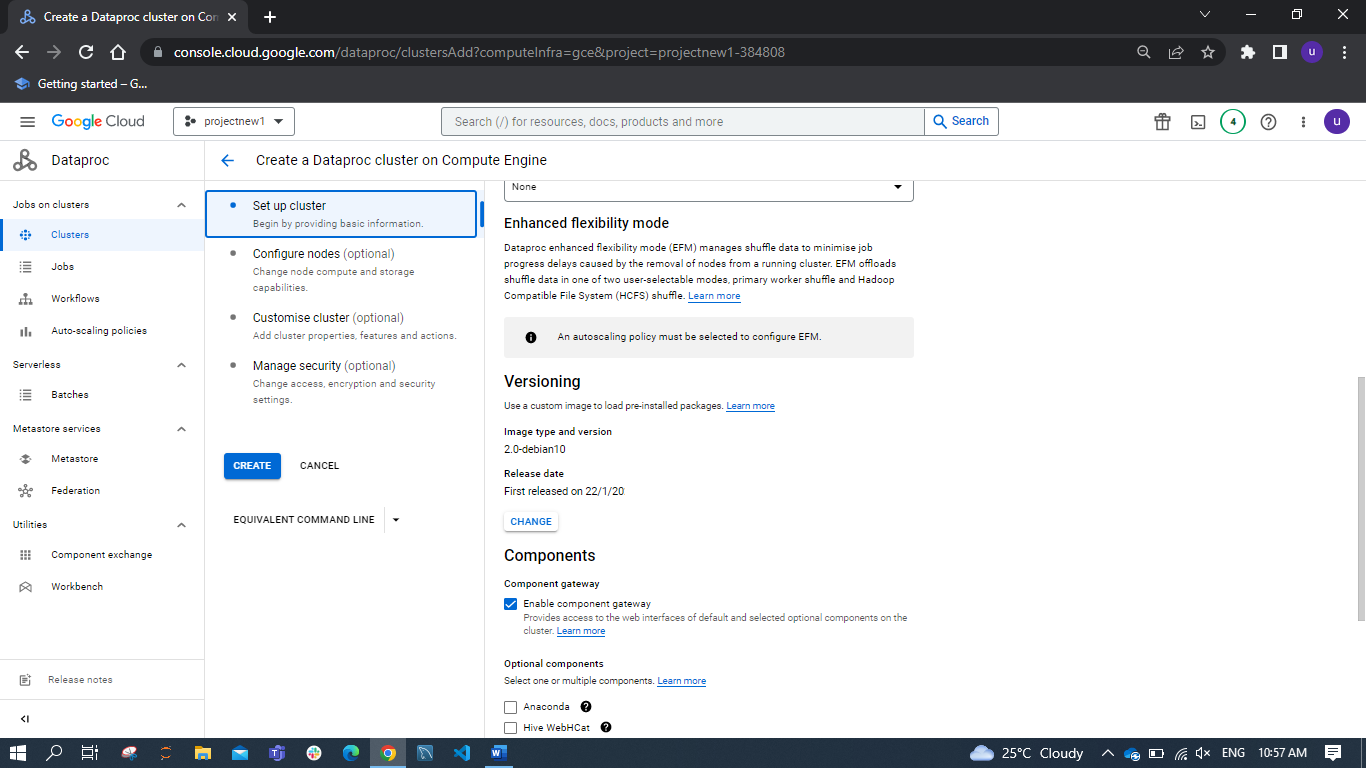 Create a Dataproc cluster on Con
console.cloud.google.com/dataproc/clustersAdd?computeInfra=gce&project=projectnew1-384808
u
Getting started – G...
Google Cloud
projectnew1
Search (/) for resources, docs, products and more
Search
4
u
Dataproc
Create a Dataproc cluster on Compute Engine
Jobs on clusters
Clusters
Jobs
Workflows
Auto-scaling policies
Serverless
Batches
Metastore services
Metastore
Federation
Utilities
Component exchange
Workbench
Release notes
Set up cluster
Begin by providing basic information.
Configure nodes (optional)
Change node compute and storage
capabilities.
Customise cluster (optional)
Add cluster properties, features and actions.
Manage security (optional)
Change access, encryption and security
settings.
CREATE
CANCEL
EQUIVALENT COMMAND LINE
None
Enhanced flexibility mode
Dataproc enhanced flexibility mode (EFM) manages shuffle data to minimise job
progress delays caused by the removal of nodes from a running cluster. EFM offloads
shuffle data in one of two user-selectable modes, primary worker shuffle and Hadoop
Compatible File System (HCFS) shuffle. Learn more
An autoscaling policy must be selected to configure EFM.
Versioning
Use a custom image to load pre-installed packages. Learn more
Image type and version
2.0-debian10
Release date
First released on 22/1/20
CHANGE
Components
Component gateway
Enable component gateway
Provides access to the web interfaces of default and selected optional components on the
cluster. Learn more
Optional components
Select one or multiple components. Learn more
Anaconda
Hive WebHCat
25°C Cloudy
ENG
10:57 AM